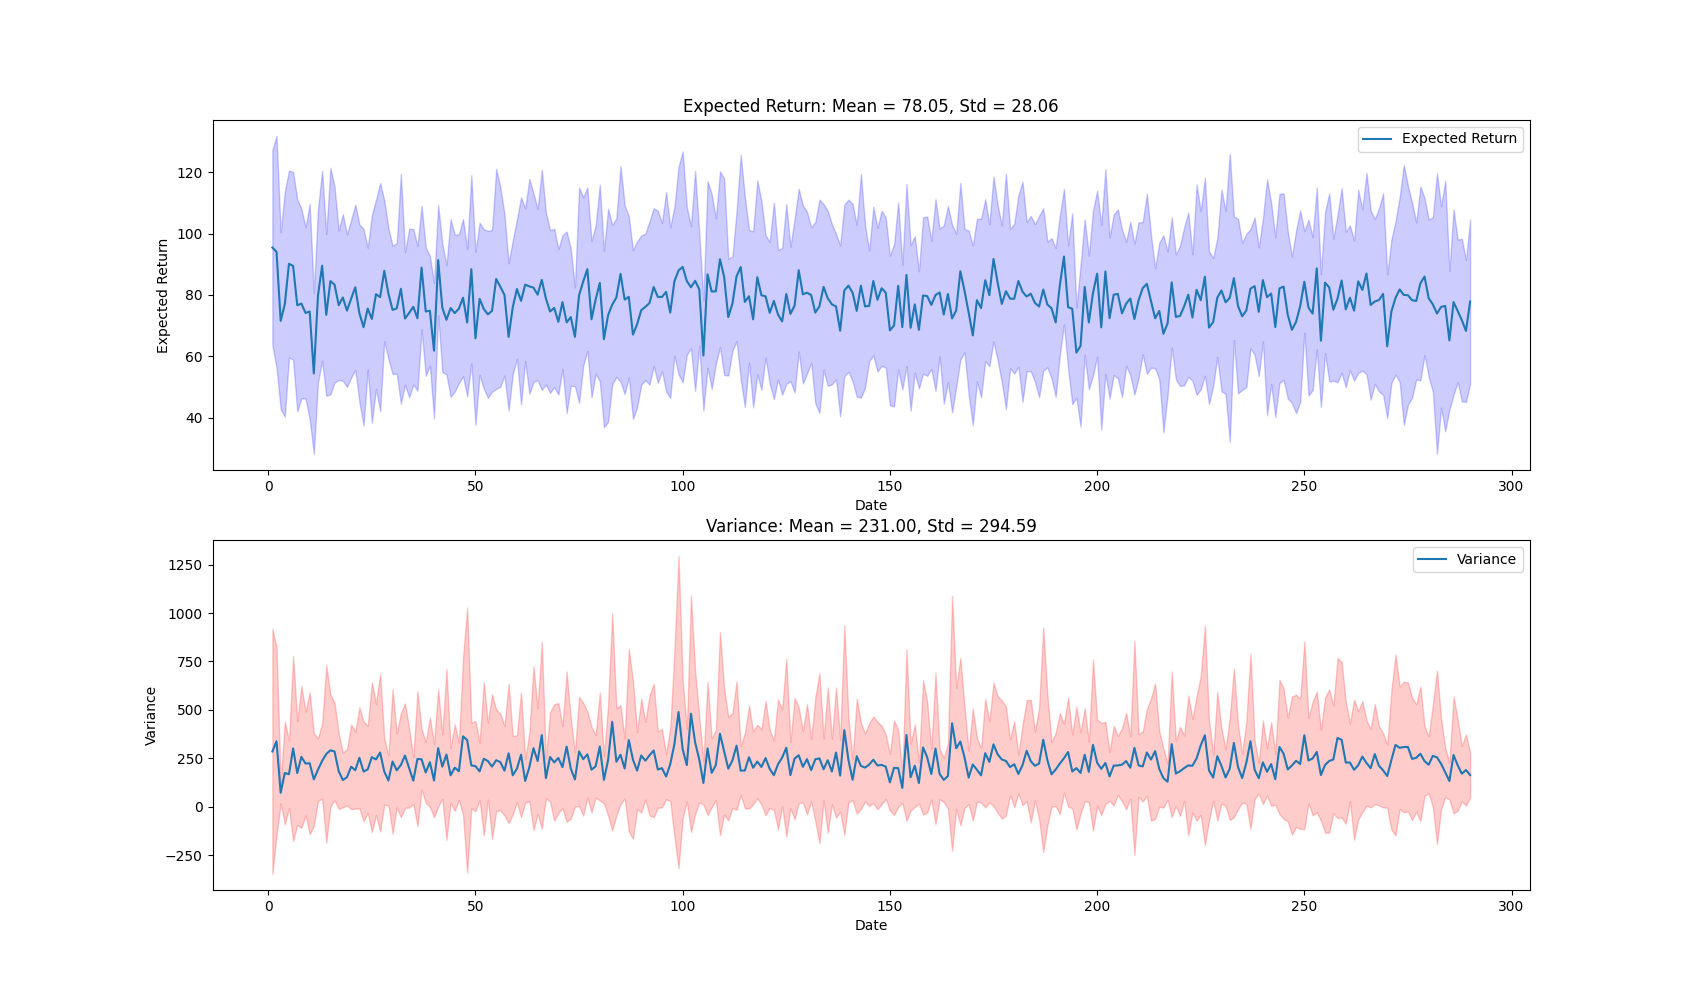 Expected Return: Mean = 78.05, Std = 28.06
Expected Return
120
100
80
60
40
Expected Return
0 50 100 150 200 250 300
Date
Variance: Mean = 231.00, Std = 294.59
Variance
1250
1000
750
500
250
0
−250
Variance
0 50 100 150 200 250 300
Date